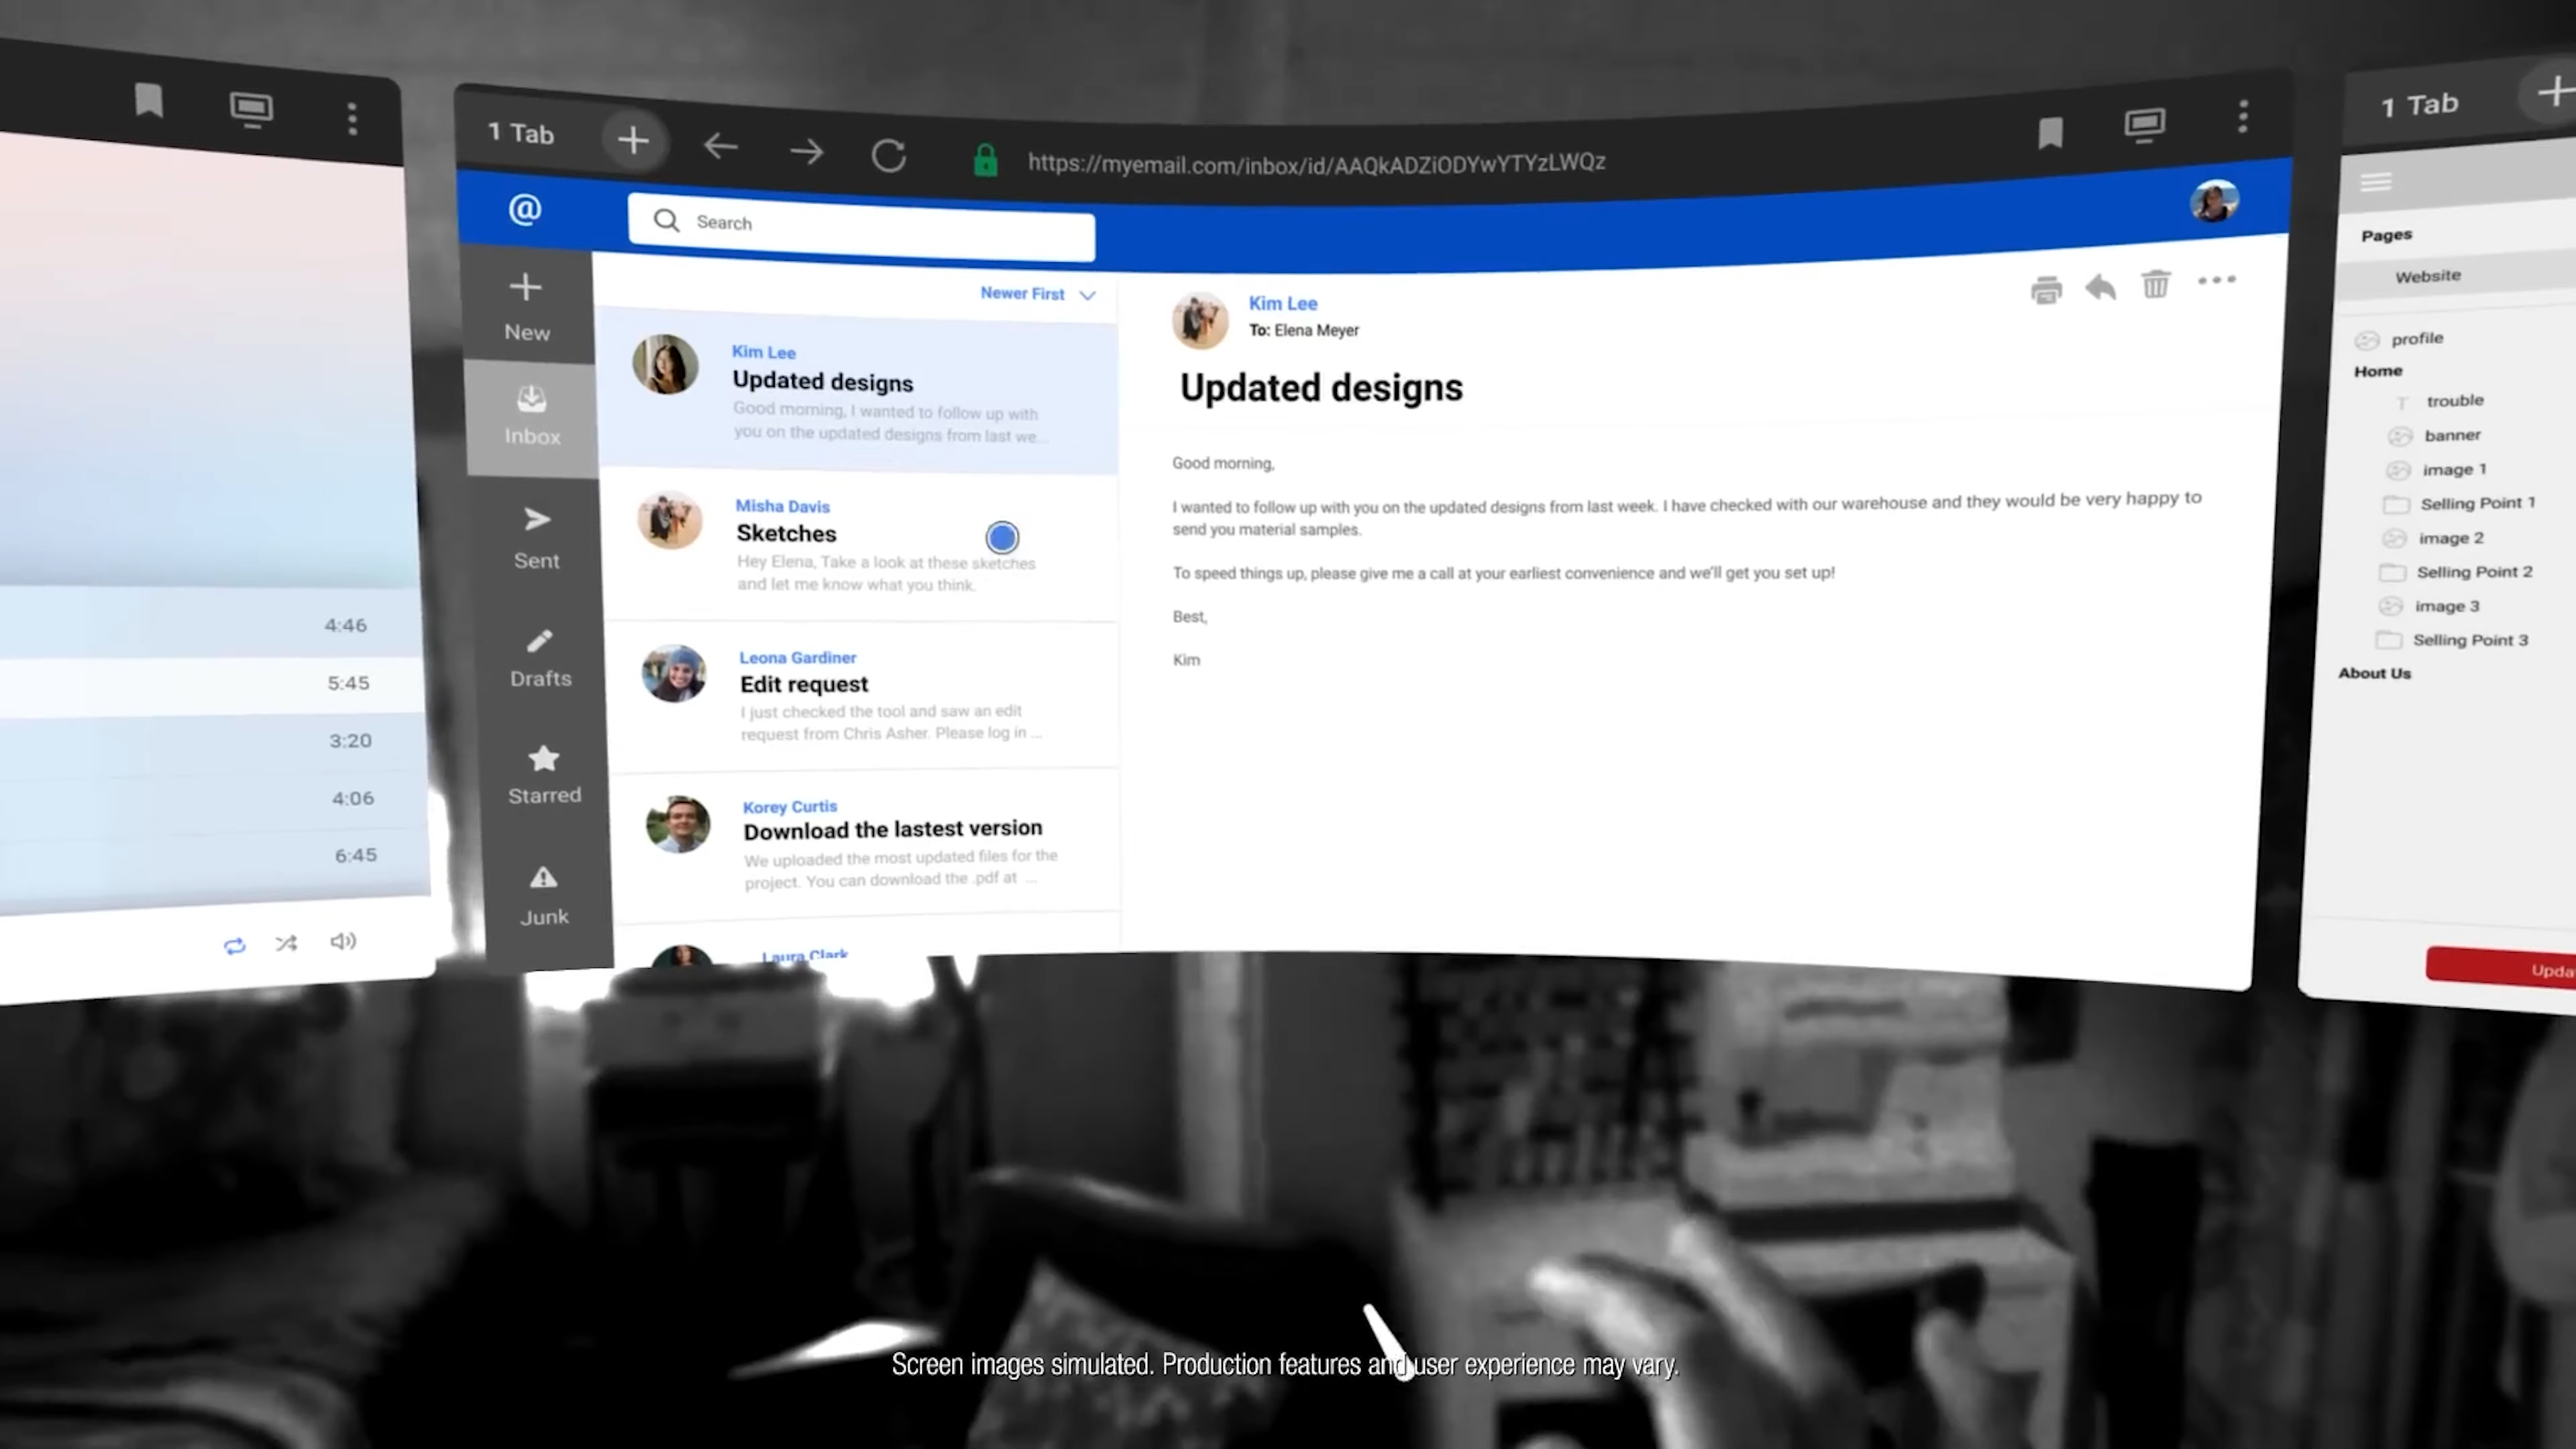 4:46
5:45
3:20
4:06
6:45
1 Tab
https://myemail.com/inbox/id/AAQkADZiODYwYTYzLWQz
@
Search
New
Inbox
Sent
Drafts
Starred
Junk
Newer First
Kim Lee
Updated designs
Good morning, I wanted to follow up with
you on the updated designs from last we...
Misha Davis
Sketches
Hey Elena, Take a look at these sketches
and let me know what you think.
Leona Gardiner
Edit request
I just checked the tool and saw an edit
request from Chris Asher. Please log in ...
Korey Curtis
Download the lastest version
We uploaded the most updated files for the
project. You can download the .pdf at ...
Laura Clark
Kim Lee
To: Elena Meyer
Updated designs
Good morning,
I wanted to follow up with you on the updated designs from last week. I have checked with our warehouse and they would be very happy to
send you material samples.
To speed things up, please give me a call at your earliest convenience and we'll get you set up!
Best,
Kim
1 Tab
Pages
Website
profile
Home
trouble
banner
image 1
Selling Point 1
image 2
Selling Point 2
image 3
Selling Point 3
About Us
Upda
Screen images simulated. Production features and user experience may vary.